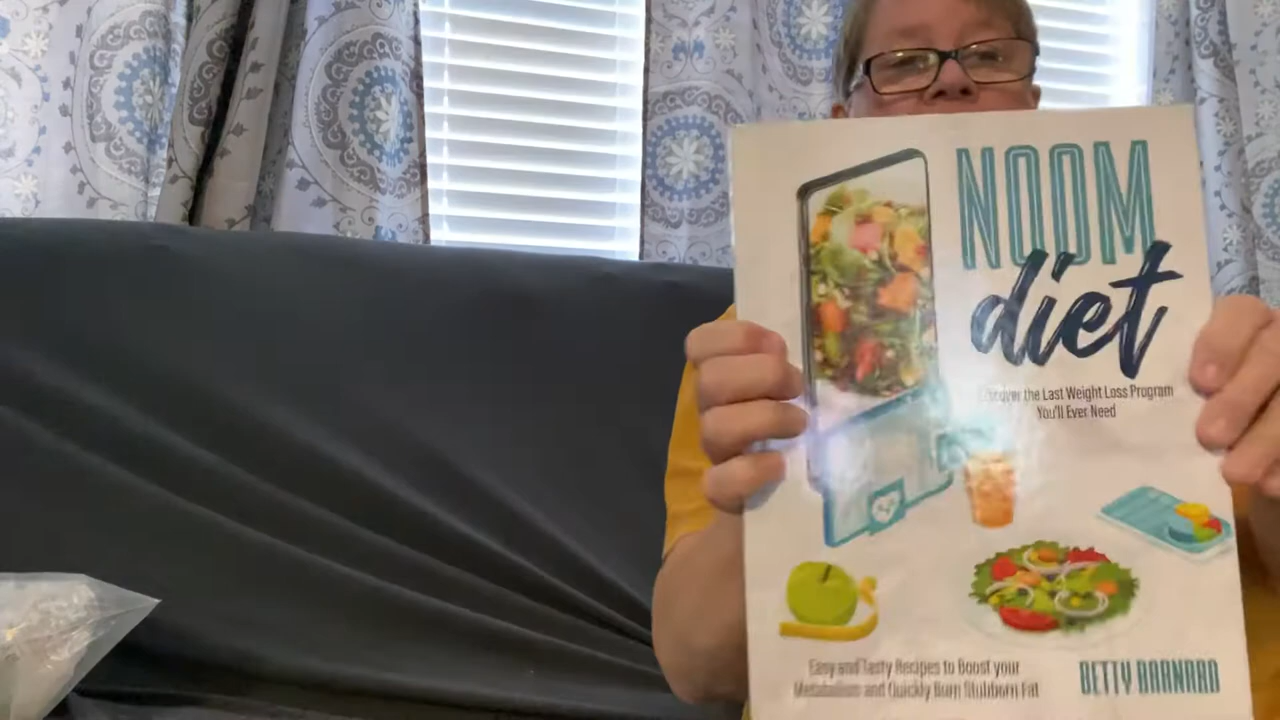 NOOM
diet
Discover the Last Weight Loss Program
You'll Ever Need
Easy and Tasty Recipes to Boost your
Metabolism and Quickly Burn Stubborn Fat
BETTY BARNARD